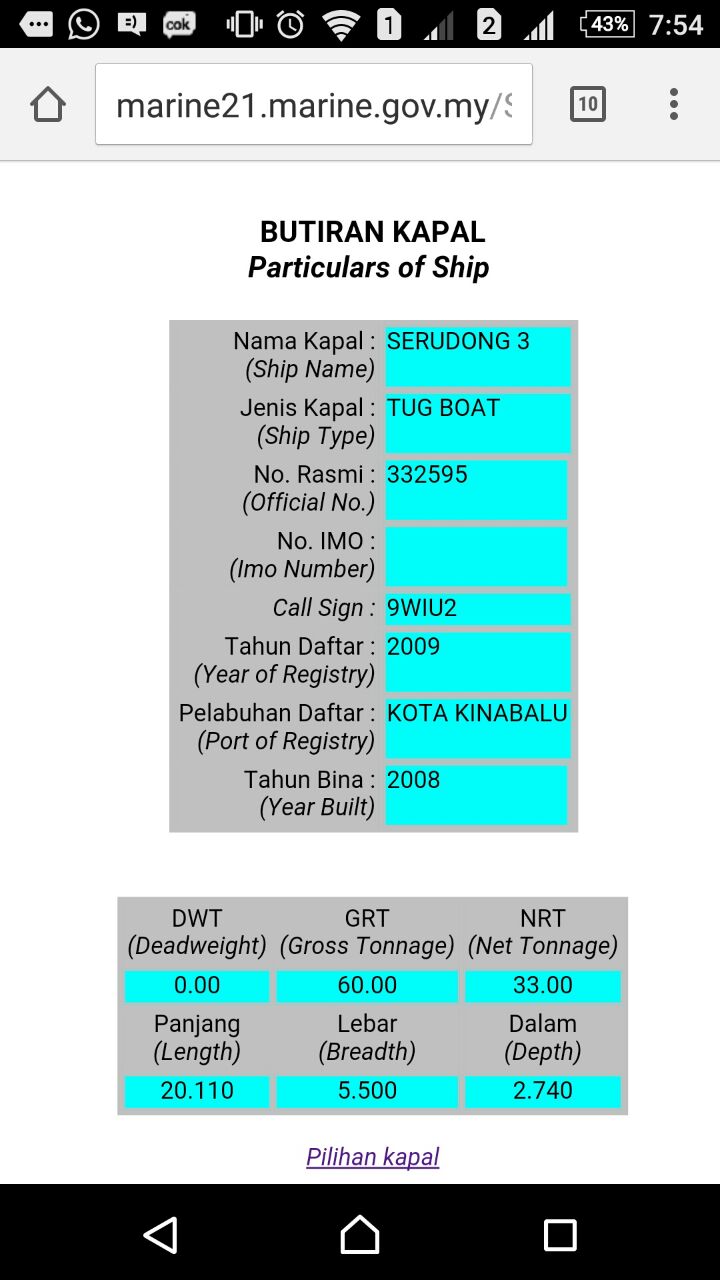 =)
cok
1
2
43%
7:54
marine21.marine.gov.my/S
10
BUTIRAN KAPAL
Particulars of Ship
Nama Kapal : SERUDONG 3
(Ship Name)
Jenis Kapal : TUG BOAT
(Ship Type)
No. Rasmi : 332595
(Official No.)
No. IMO :
(Imo Number)
Call Sign : 9WIU2
Tahun Daftar : 2009
(Year of Registry)
Pelabuhan Daftar : KOTA KINABALU
(Port of Registry)
Tahun Bina : 2008
(Year Built)
DWT GRT NRT
(Deadweight) (Gross Tonnage) (Net Tonnage)
0.00 60.00 33.00
Panjang Lebar Dalam
(Length) (Breadth) (Depth)
20.110 5.500 2.740
Pilihan kapal